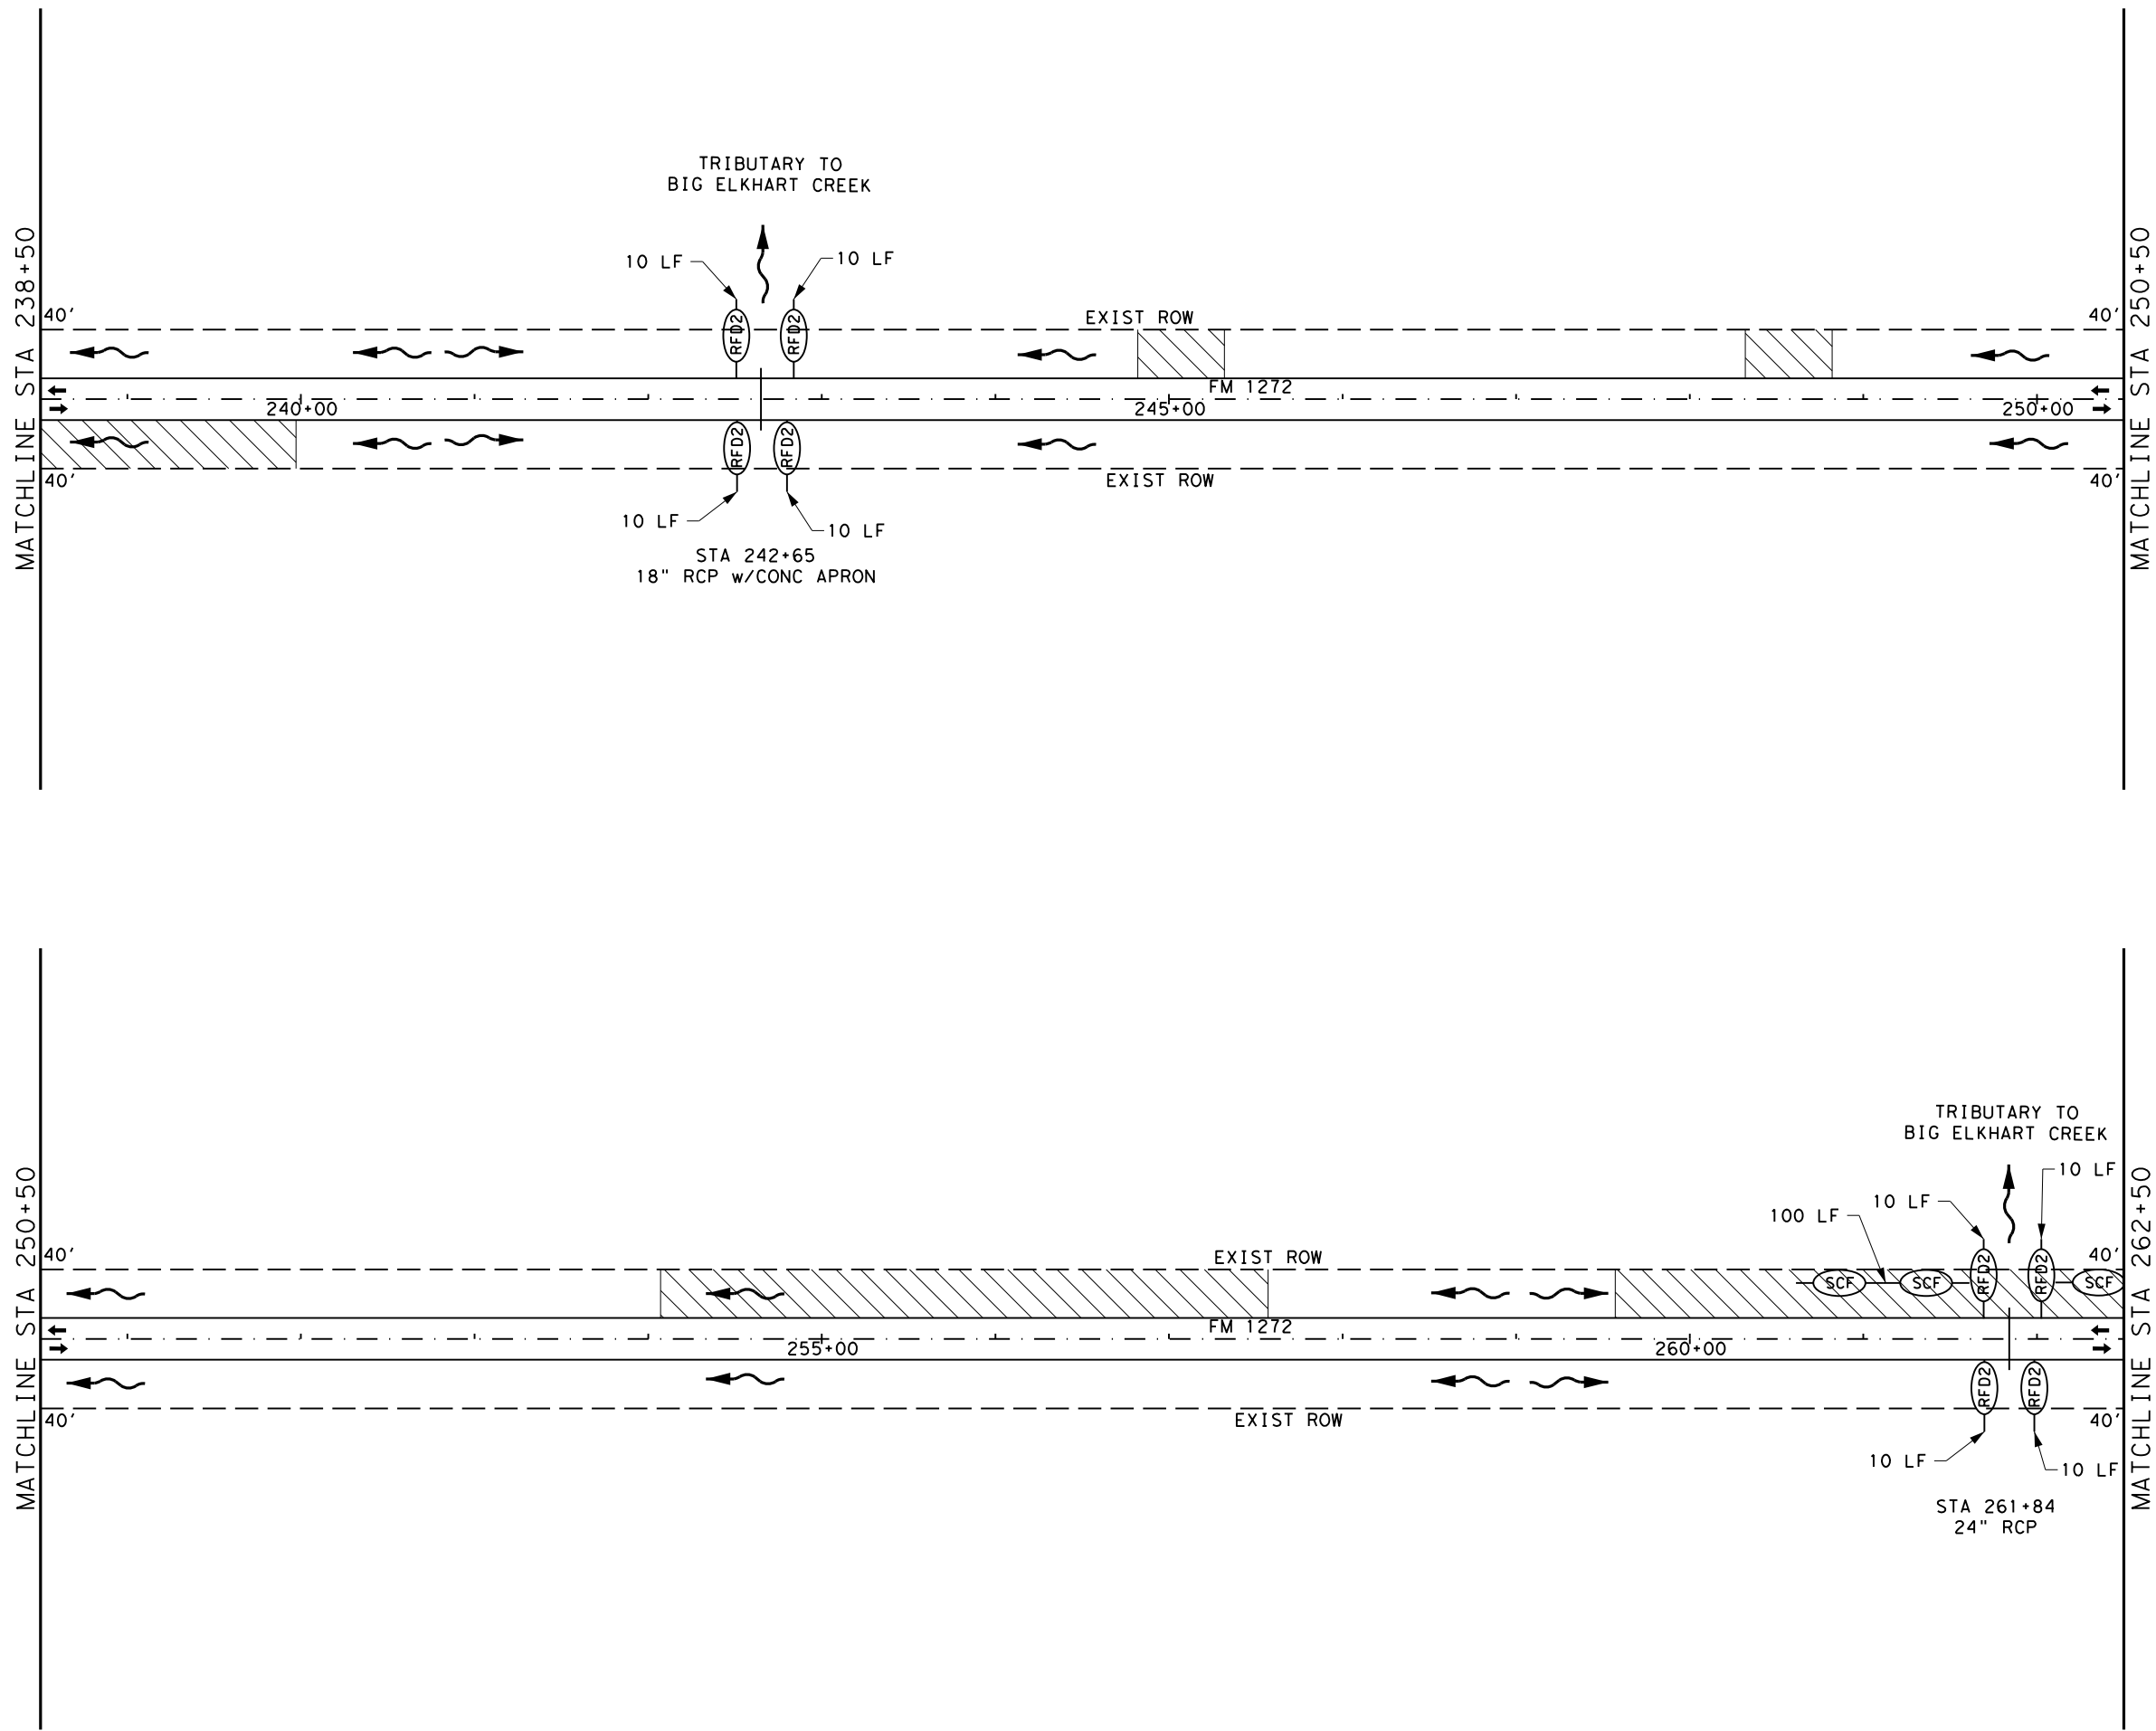 TRIBUTARY TO
BIG ELKHART CREEK
10 LF
10 LF
MATCHLINE STA 238+50
MATCHLINE STA 250+50
40'
EXIST ROW
40'
RFD2
RFD2
FM 1272
240+00
245+00
250+00
RFD2
RFD2
40'
EXIST ROW
40'
10 LF
10 LF
STA 242+65
18" RCP w/CONC APRON
TRIBUTARY TO
BIG ELKHART CREEK
10 LF
10 LF
100 LF
MATCHLINE STA 250+50
MATCHLINE STA 262+50
40'
EXIST ROW
40'
SCF
SCF
RFD2
RFD2
SCF
FM 1272
255+00
260+00
RFD2
RFD2
40'
EXIST ROW
40'
10 LF
10 LF
STA 261+84
24" RCP